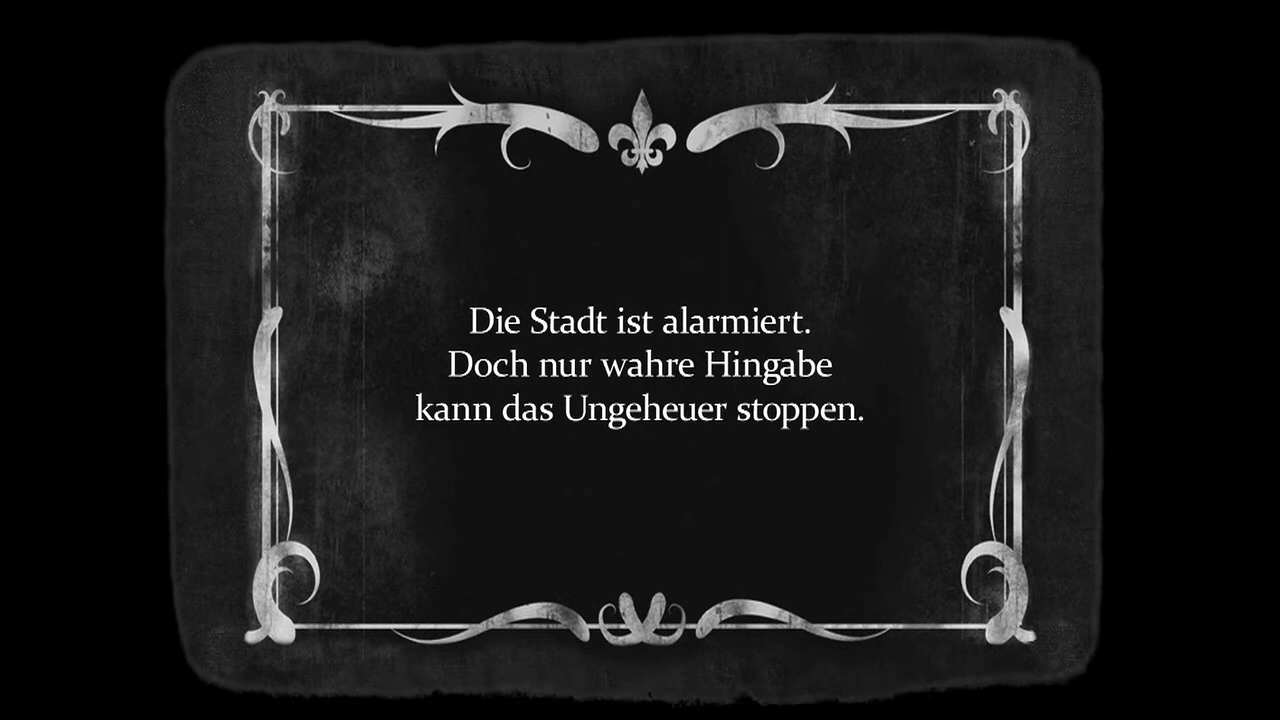 Die Stadt ist alarmiert.
Doch nur wahre Hingabe
kann das Ungeheuer stoppen.